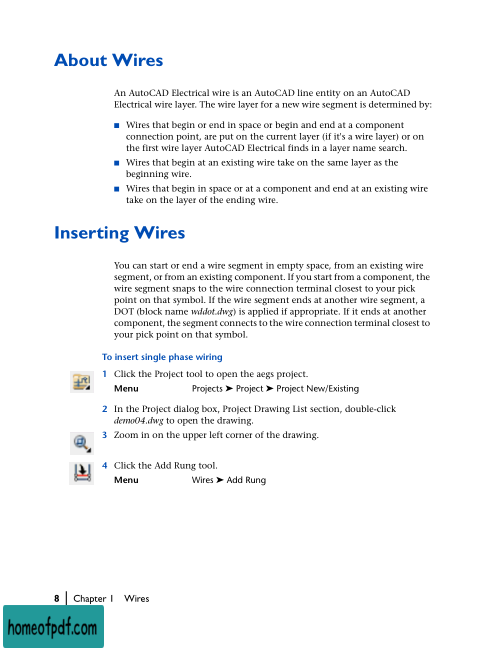 About Wires
An AutoCAD Electrical wire is an AutoCAD line entity on an AutoCAD
Electrical wire layer. The wire layer for a new wire segment is determined by:
■ Wires that begin or end in space or begin and end at a component
connection point, are put on the current layer (if it's a wire layer) or on
the first wire layer AutoCAD Electrical finds in a layer name search.
■ Wires that begin at an existing wire take on the same layer as the
beginning wire.
■ Wires that begin in space or at a component and end at an existing wire
take on the layer of the ending wire.
Inserting Wires
You can start or end a wire segment in empty space, from an existing wire
segment, or from an existing component. If you start from a component, the
wire segment snaps to the wire connection terminal closest to your pick
point on that symbol. If the wire segment ends at another wire segment, a
DOT (block name wddot.dwg) is applied if appropriate. If it ends at another
component, the segment connects to the wire connection terminal closest to
your pick point on that symbol.
To insert single phase wiring
1 Click the Project tool to open the aegs project.
Menu Projects ➤ Project ➤ Project New/Existing
2 In the Project dialog box, Project Drawing List section, double-click
demo04.dwg to open the drawing.
3 Zoom in on the upper left corner of the drawing.
4 Click the Add Rung tool.
Menu Wires ➤ Add Rung
8 | Chapter 1 Wires
homeofpdf.com